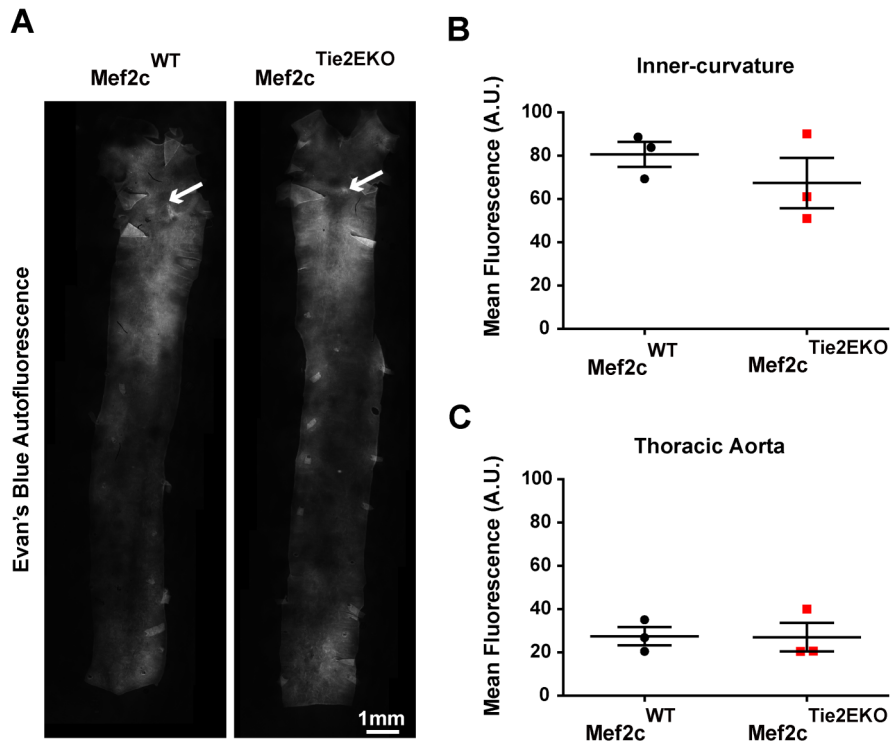 A
Mef2c WT
Mef2c Tie2EKO
Evan's Blue Autofluorescence
1mm
B
Inner-curvature
Mean Fluorescence (A.U.)
100
80
60
40
20
0
Mef2c WT
Mef2c Tie2EKO
C
Thoracic Aorta
Mean Fluorescence (A.U.)
100
80
60
40
20
0
Mef2c WT
Mef2c Tie2EKO